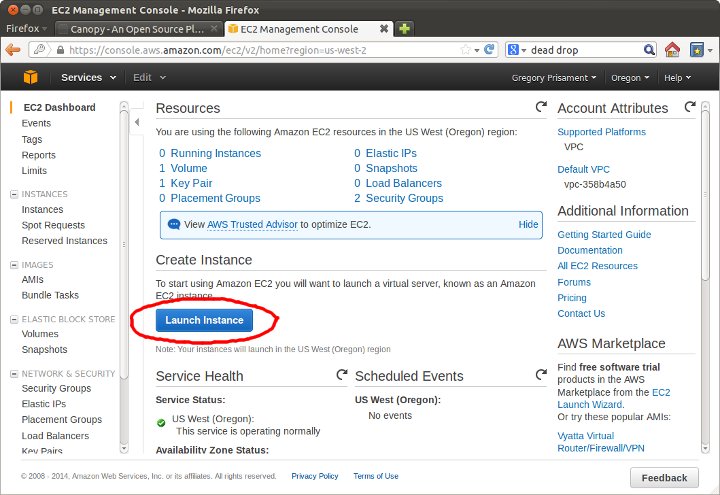 EC2 Management Console - Mozilla Firefox
Firefox
Canopy - An Open Source Pl...
EC2 Management Console
https://console.aws.amazon.com/ec2/v2/home?region=us-west-2
dead drop
Services
Edit
Gregory Prisament
Oregon
Help
EC2 Dashboard
Events
Tags
Reports
Limits
INSTANCES
Instances
Spot Requests
Reserved Instances
IMAGES
AMIs
Bundle Tasks
ELASTIC BLOCK STORE
Volumes
Snapshots
NETWORK & SECURITY
Security Groups
Elastic IPs
Placement Groups
Load Balancers
Key Pairs
Resources
You are using the following Amazon EC2 resources in the US West (Oregon) region:
0 Running Instances
0 Elastic IPs
1 Volume
0 Snapshots
1 Key Pair
0 Load Balancers
0 Placement Groups
2 Security Groups
View AWS Trusted Advisor to optimize EC2.
Hide
Create Instance
To start using Amazon EC2 you will want to launch a virtual server, known as an Amazon
EC2 instance.
Launch Instance
Note: Your instances will launch in the US West (Oregon) region
Service Health
Service Status:
US West (Oregon):
This service is operating normally
Availability Zone Status:
Scheduled Events
US West (Oregon):
No events
Account Attributes
Supported Platforms
VPC
Default VPC
vpc-358b4a50
Additional Information
Getting Started Guide
Documentation
All EC2 Resources
Forums
Pricing
Contact Us
AWS Marketplace
Find free software trial
products in the AWS
Marketplace from the EC2
Launch Wizard.
Or try these popular AMIs:
Vyatta Virtual
Router/Firewall/VPN
© 2008 - 2014, Amazon Web Services, Inc. or its affiliates. All rights reserved.
Privacy Policy
Terms of Use
Feedback